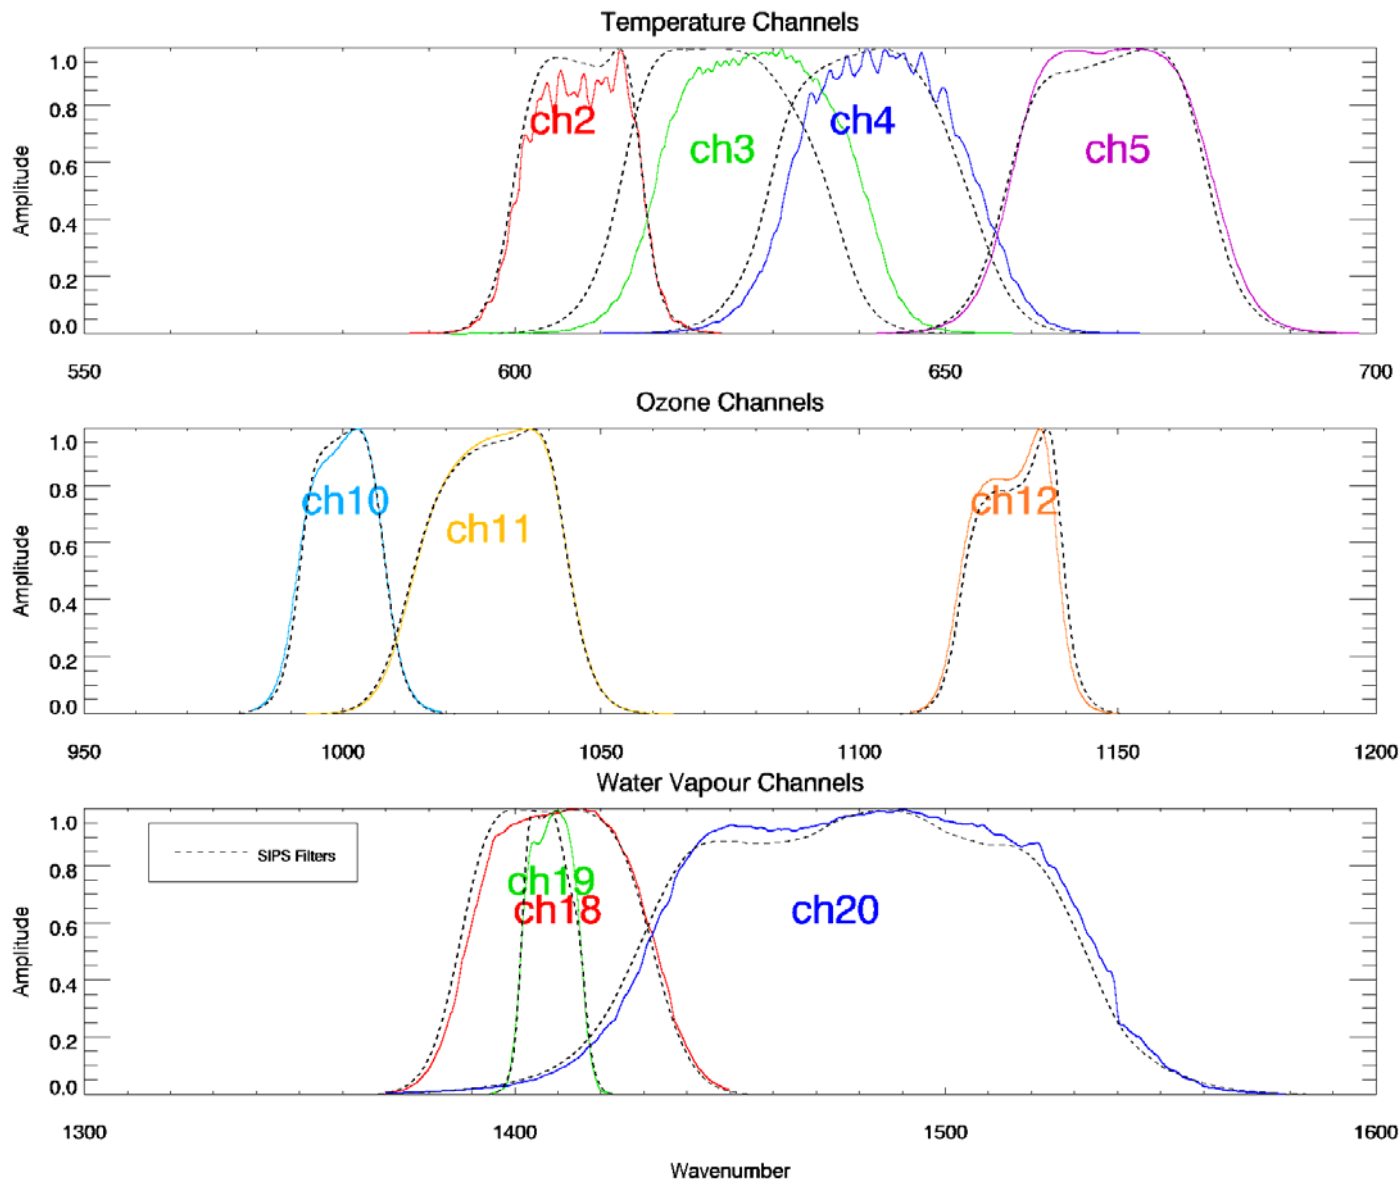 Temperature Channels
1.0
0.8
0.6
0.4
0.2
0.0
Amplitude
ch2
ch3
ch4
ch5
550 600 650 700
Ozone Channels
1.0
0.8
0.6
0.4
0.2
0.0
Amplitude
ch10
ch11
ch12
950 1000 1050 1100 1150 1200
Water Vapour Channels
1.0
0.8
0.6
0.4
0.2
0.0
Amplitude
SIPS Filters
ch19
ch18
ch20
1300 1400 1500 1600
Wavenumber